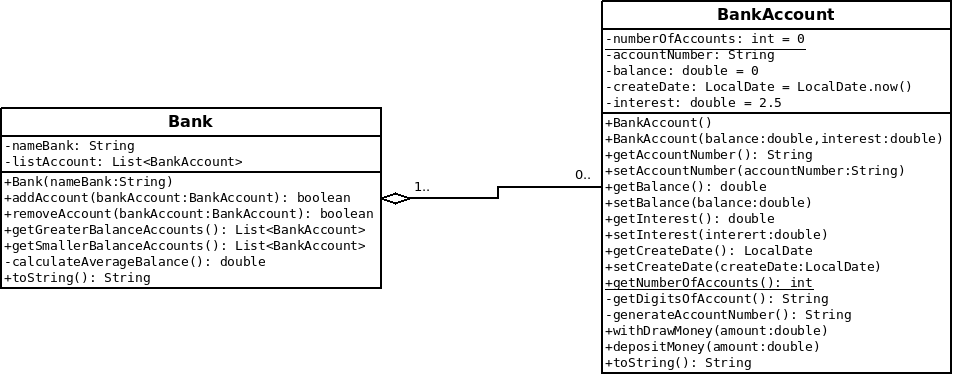 Bank
-nameBank: String
-listAccount: List<BankAccount>
+Bank(nameBank:String)
+addAccount(bankAccount:BankAccount): boolean
+removeAccount(bankAccount:BankAccount): boolean
+getGreaterBalanceAccounts(): List<BankAccount>
+getSmallerBalanceAccounts(): List<BankAccount>
-calculateAverageBalance(): double
+toString(): String
1..
0..
BankAccount
-numberOfAccounts: int = 0
-accountNumber: String
-balance: double = 0
-createDate: LocalDate = LocalDate.now()
-interest: double = 2.5
+BankAccount()
+BankAccount(balance:double,interest:double)
+getAccountNumber(): String
+setAccountNumber(accountNumber:String)
+getBalance(): double
+setBalance(balance:double)
+getInterest(): double
+setInterest(interert:double)
+getCreateDate(): LocalDate
+setCreateDate(createDate:LocalDate)
+getNumberOfAccounts(): int
-getDigitsOfAccount(): String
-generateAccountNumber(): String
+withDrawMoney(amount:double)
+depositMoney(amount:double)
+toString(): String